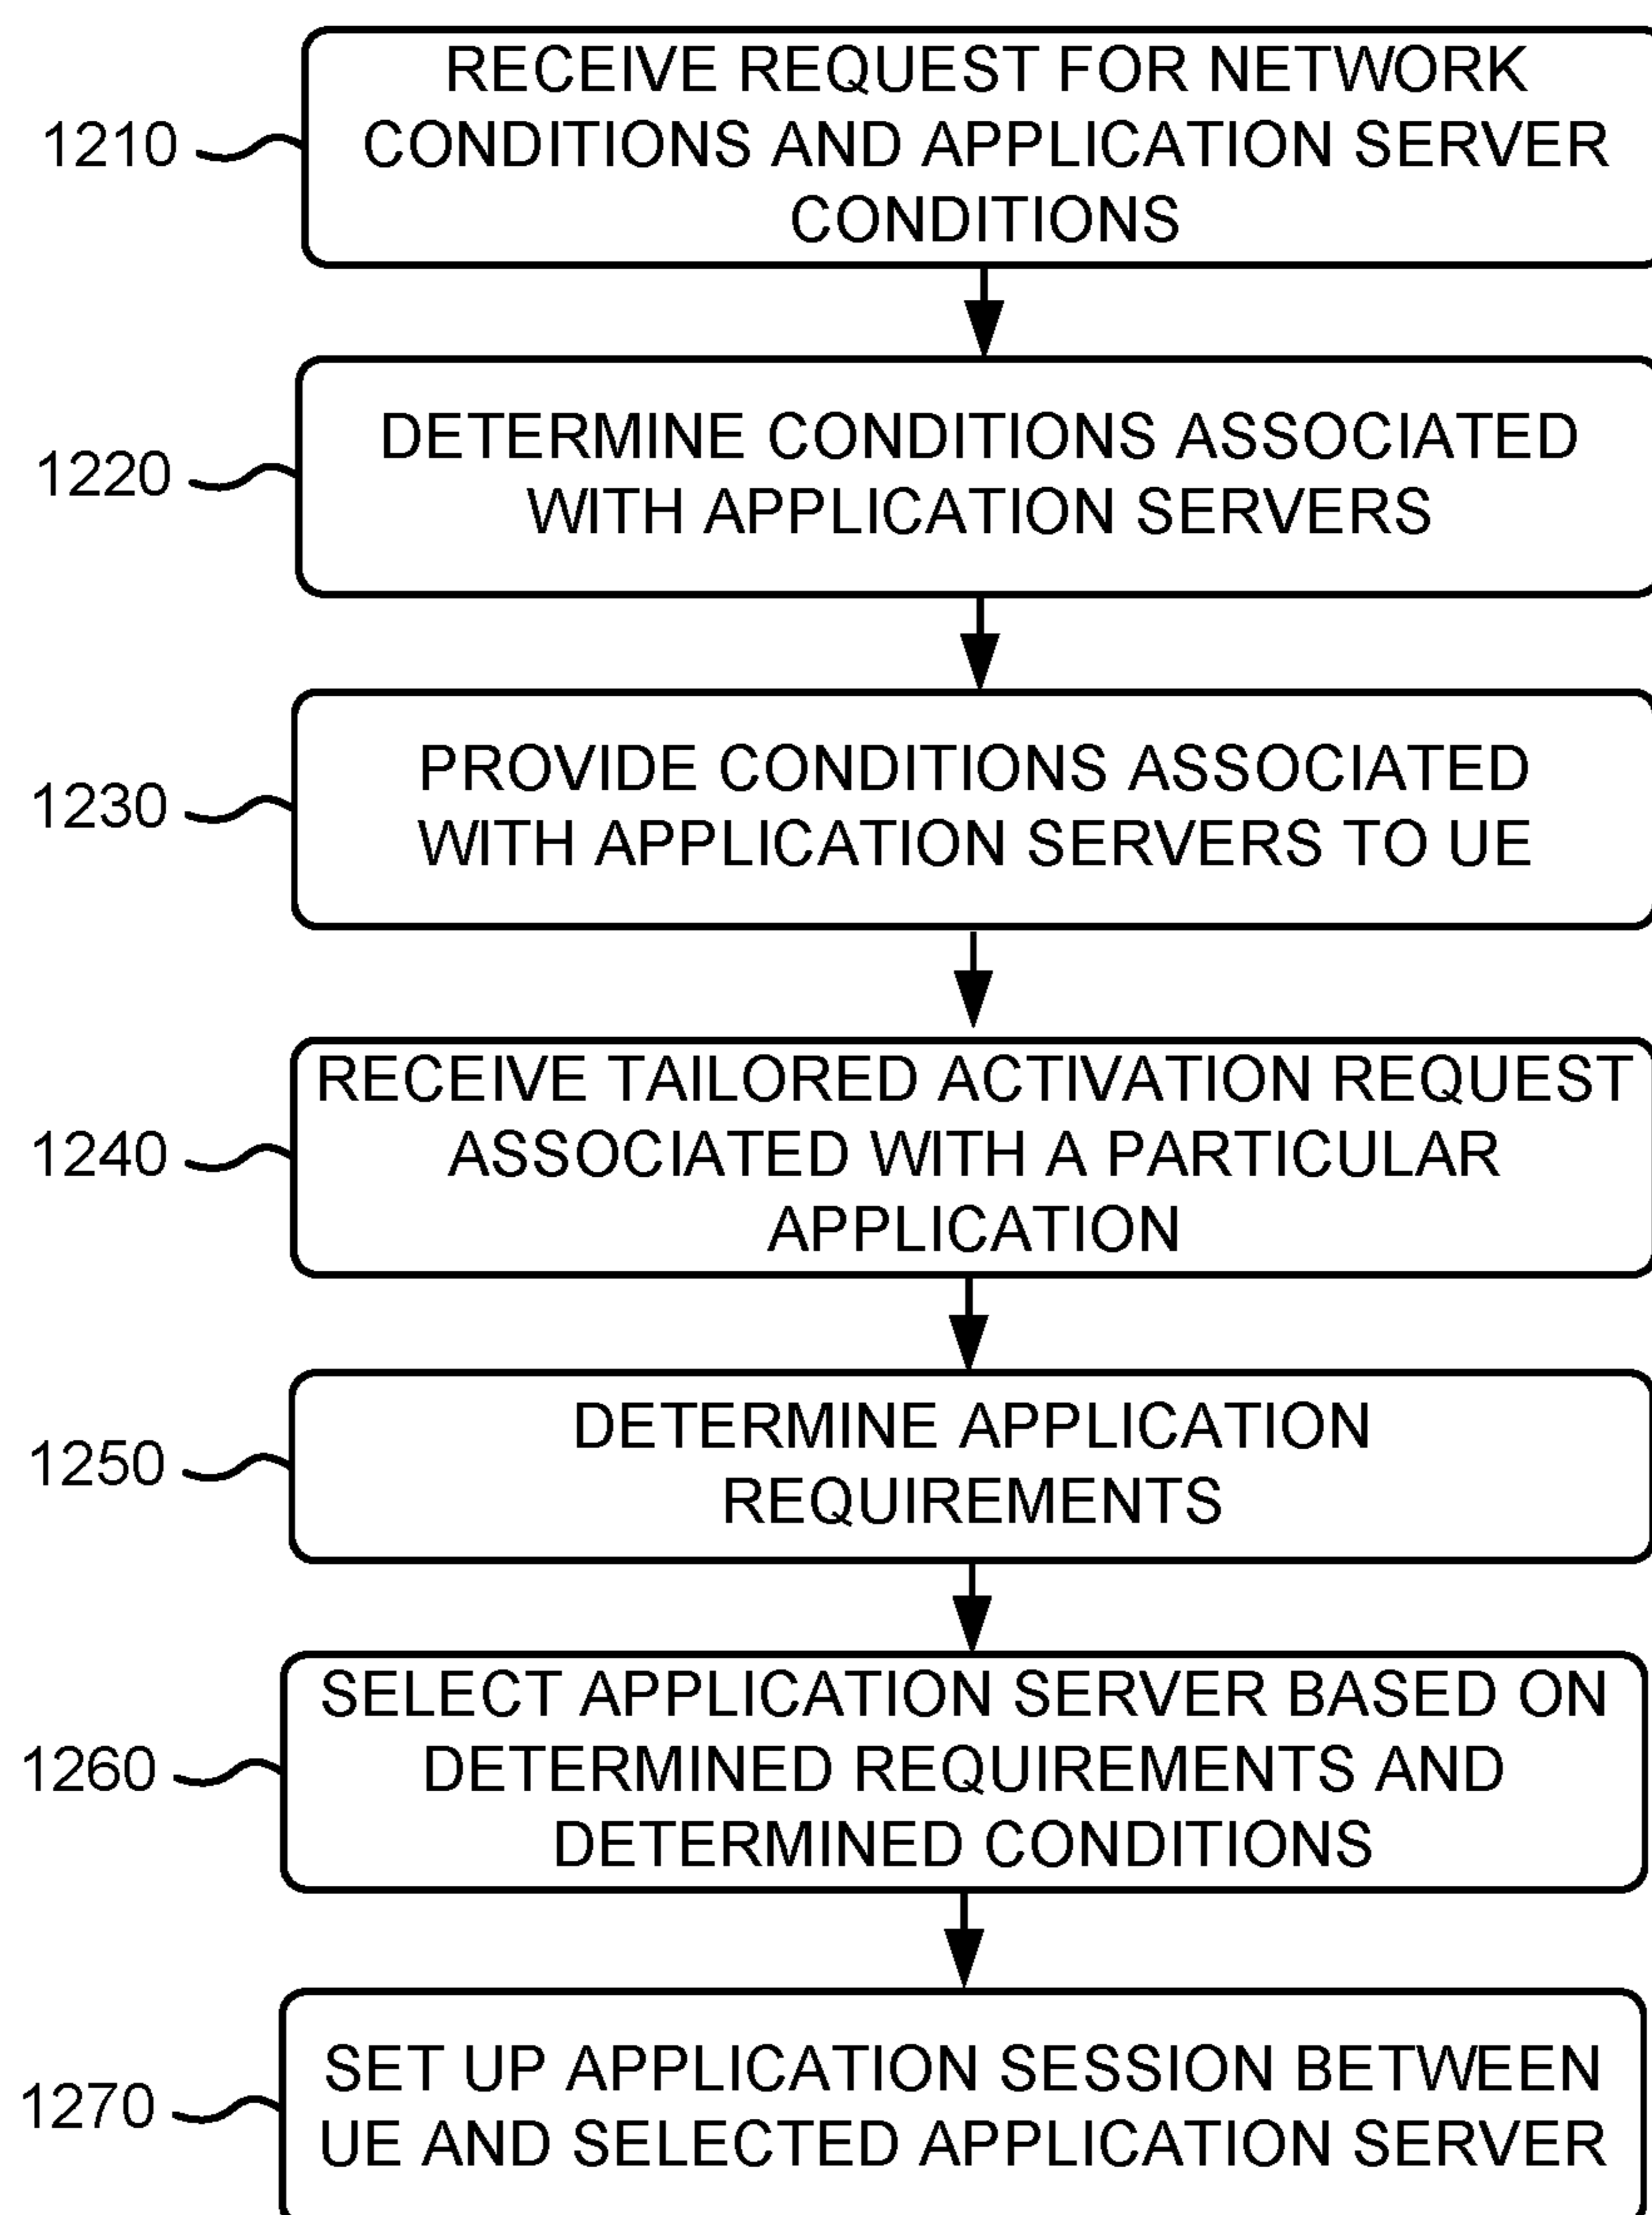 RECEIVE REQUEST FOR NETWORK
1210
CONDITIONS AND APPLICATION SERVER
CONDITIONS
DETERMINE CONDITIONS ASSOCIATED
1220
WITH APPLICATION SERVERS
PROVIDE CONDITIONS ASSOCIATED
1230
WITH APPLICATION SERVERS TO UE
RECEIVE TAILORED ACTIVATION REQUEST
1240
ASSOCIATED WITH A PARTICULAR
APPLICATION
DETERMINE APPLICATION
1250
REQUIREMENTS
SELECT APPLICATION SERVER BASED ON
1260
DETERMINED REQUIREMENTS AND
DETERMINED CONDITIONS
SET UP APPLICATION SESSION BETWEEN
1270
UE AND SELECTED APPLICATION SERVER